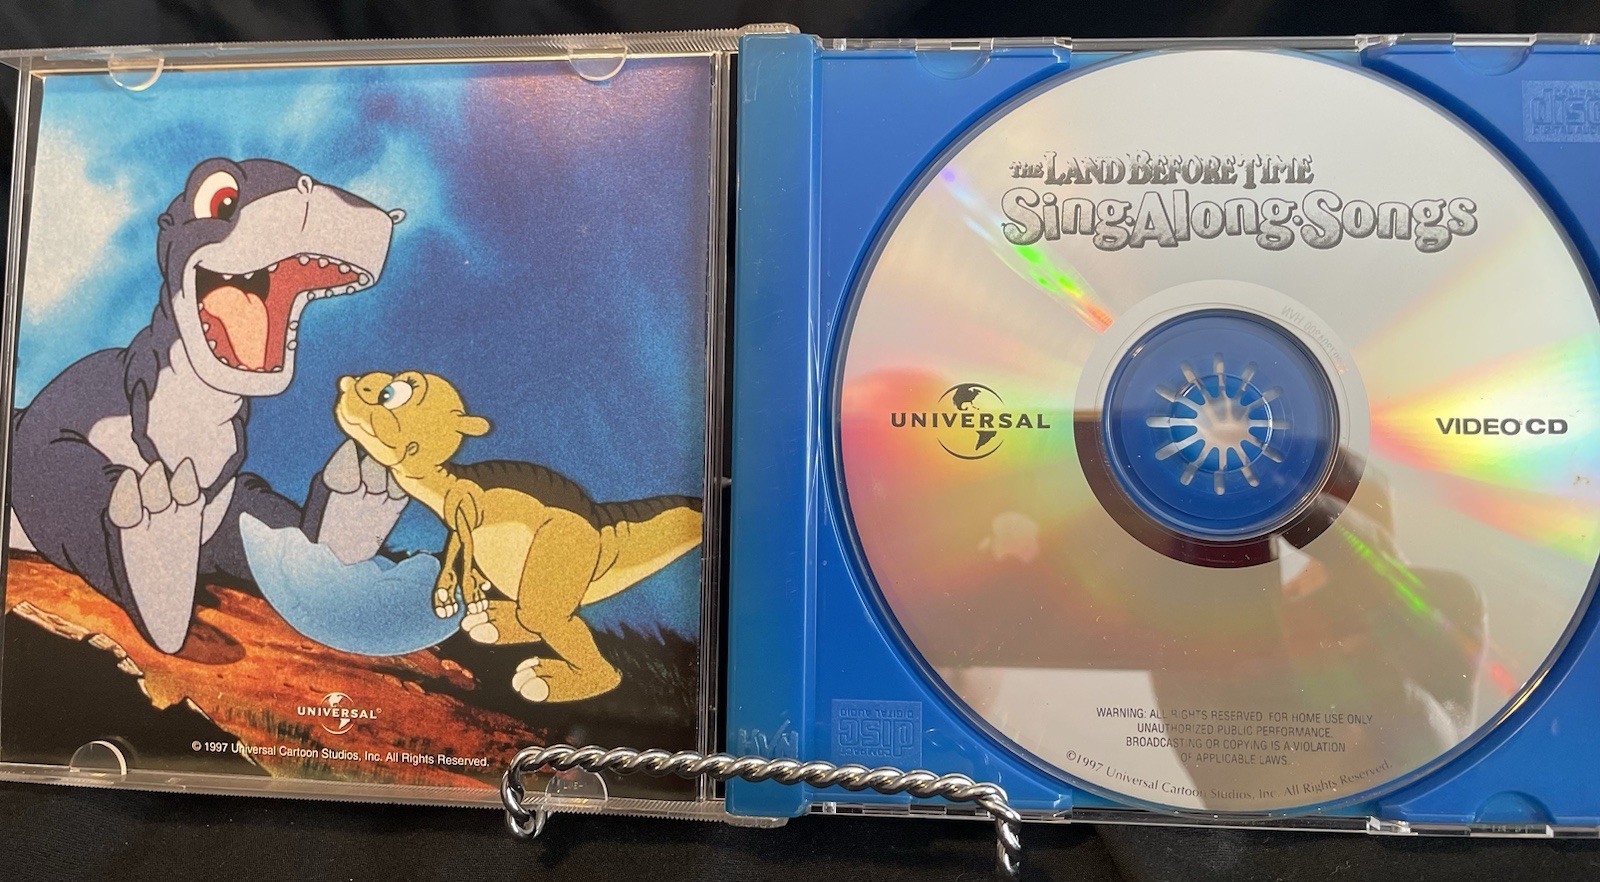 UNIVERSAL
© 1997 Universal Cartoon Studios, Inc. All Rights Reserved.
THE LAND BEFORE TIME
Sing·Along·Songs
UNIVERSAL
VIDEO CD
WARNING: ALL RIGHTS RESERVED. FOR HOME USE ONLY
UNAUTHORIZED PUBLIC PERFORMANCE,
BROADCASTING OR COPYING IS A VIOLATION
OF APPLICABLE LAWS.
©1997 Universal Cartoon Studios, Inc. All Rights Reserved.
COMPACT
disc
DIGITAL AUDIO
COMPACT
disc
DIGITAL AUDIO